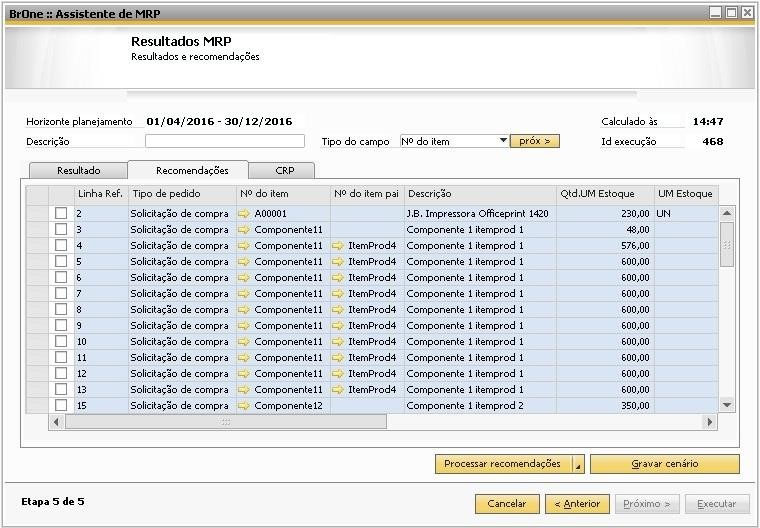 BrOne :: Assistente de MRP
Resultados MRP
Resultados e recomendações
Horizonte planejamento 01/04/2016 - 30/12/2016 Calculado às 14:47
Descrição Tipo do campo Nº do item próx > Id execução 468
Resultado Recomendações CRP
Linha Ref. Tipo de pedido Nº do item Nº do item pai Descrição Qtd.UM Estoque UM Estoque
2 Solicitação de compra A00001 J.B. Impressora Officeprint 1420 230,00 UN
3 Solicitação de compra Componente11 Componente 1 itemprod 1 48,00
4 Solicitação de compra Componente11 ItemProd4 Componente 1 itemprod 1 576,00
5 Solicitação de compra Componente11 ItemProd4 Componente 1 itemprod 1 600,00
6 Solicitação de compra Componente11 ItemProd4 Componente 1 itemprod 1 600,00
7 Solicitação de compra Componente11 ItemProd4 Componente 1 itemprod 1 600,00
8 Solicitação de compra Componente11 ItemProd4 Componente 1 itemprod 1 600,00
9 Solicitação de compra Componente11 ItemProd4 Componente 1 itemprod 1 600,00
10 Solicitação de compra Componente11 ItemProd4 Componente 1 itemprod 1 600,00
11 Solicitação de compra Componente11 ItemProd4 Componente 1 itemprod 1 600,00
12 Solicitação de compra Componente11 ItemProd4 Componente 1 itemprod 1 600,00
13 Solicitação de compra Componente11 ItemProd4 Componente 1 itemprod 1 600,00
15 Solicitação de compra Componente12 Componente 1 itemprod 2 350,00
Processar recomendações Gravar cenário
Etapa 5 de 5 Cancelar < Anterior Próximo > Executar